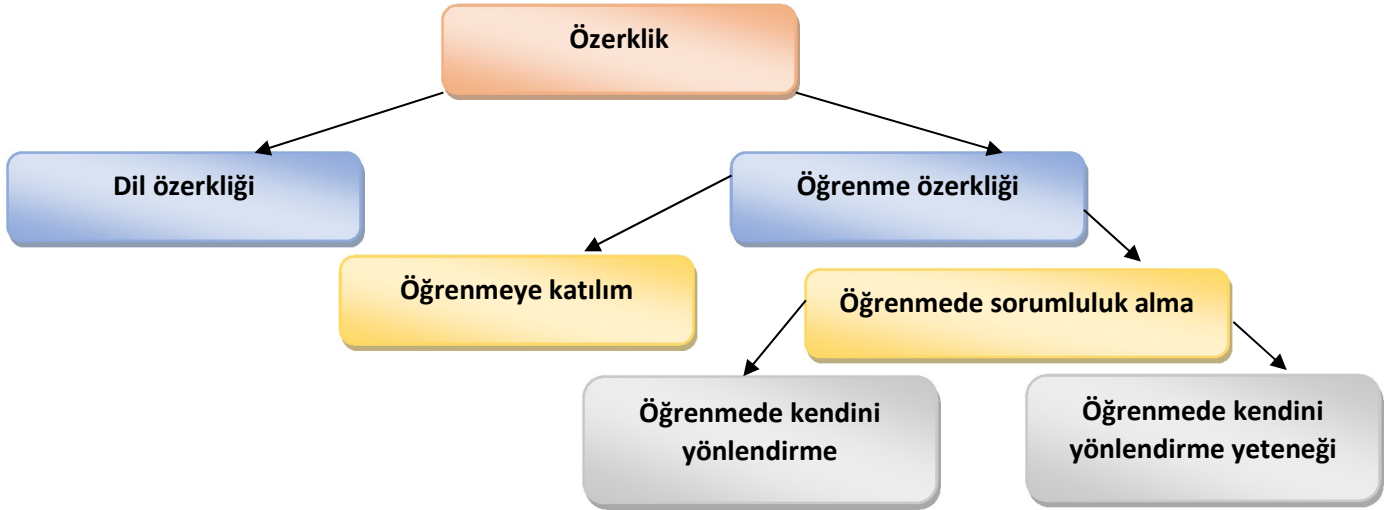 Özerklik
Dil özerkliği
Öğrenme özerkliği
Öğrenmeye katılım
Öğrenmede sorumluluk alma
Öğrenmede kendini
yönlendirme
Öğrenmede kendini
yönlendirme yeteneği